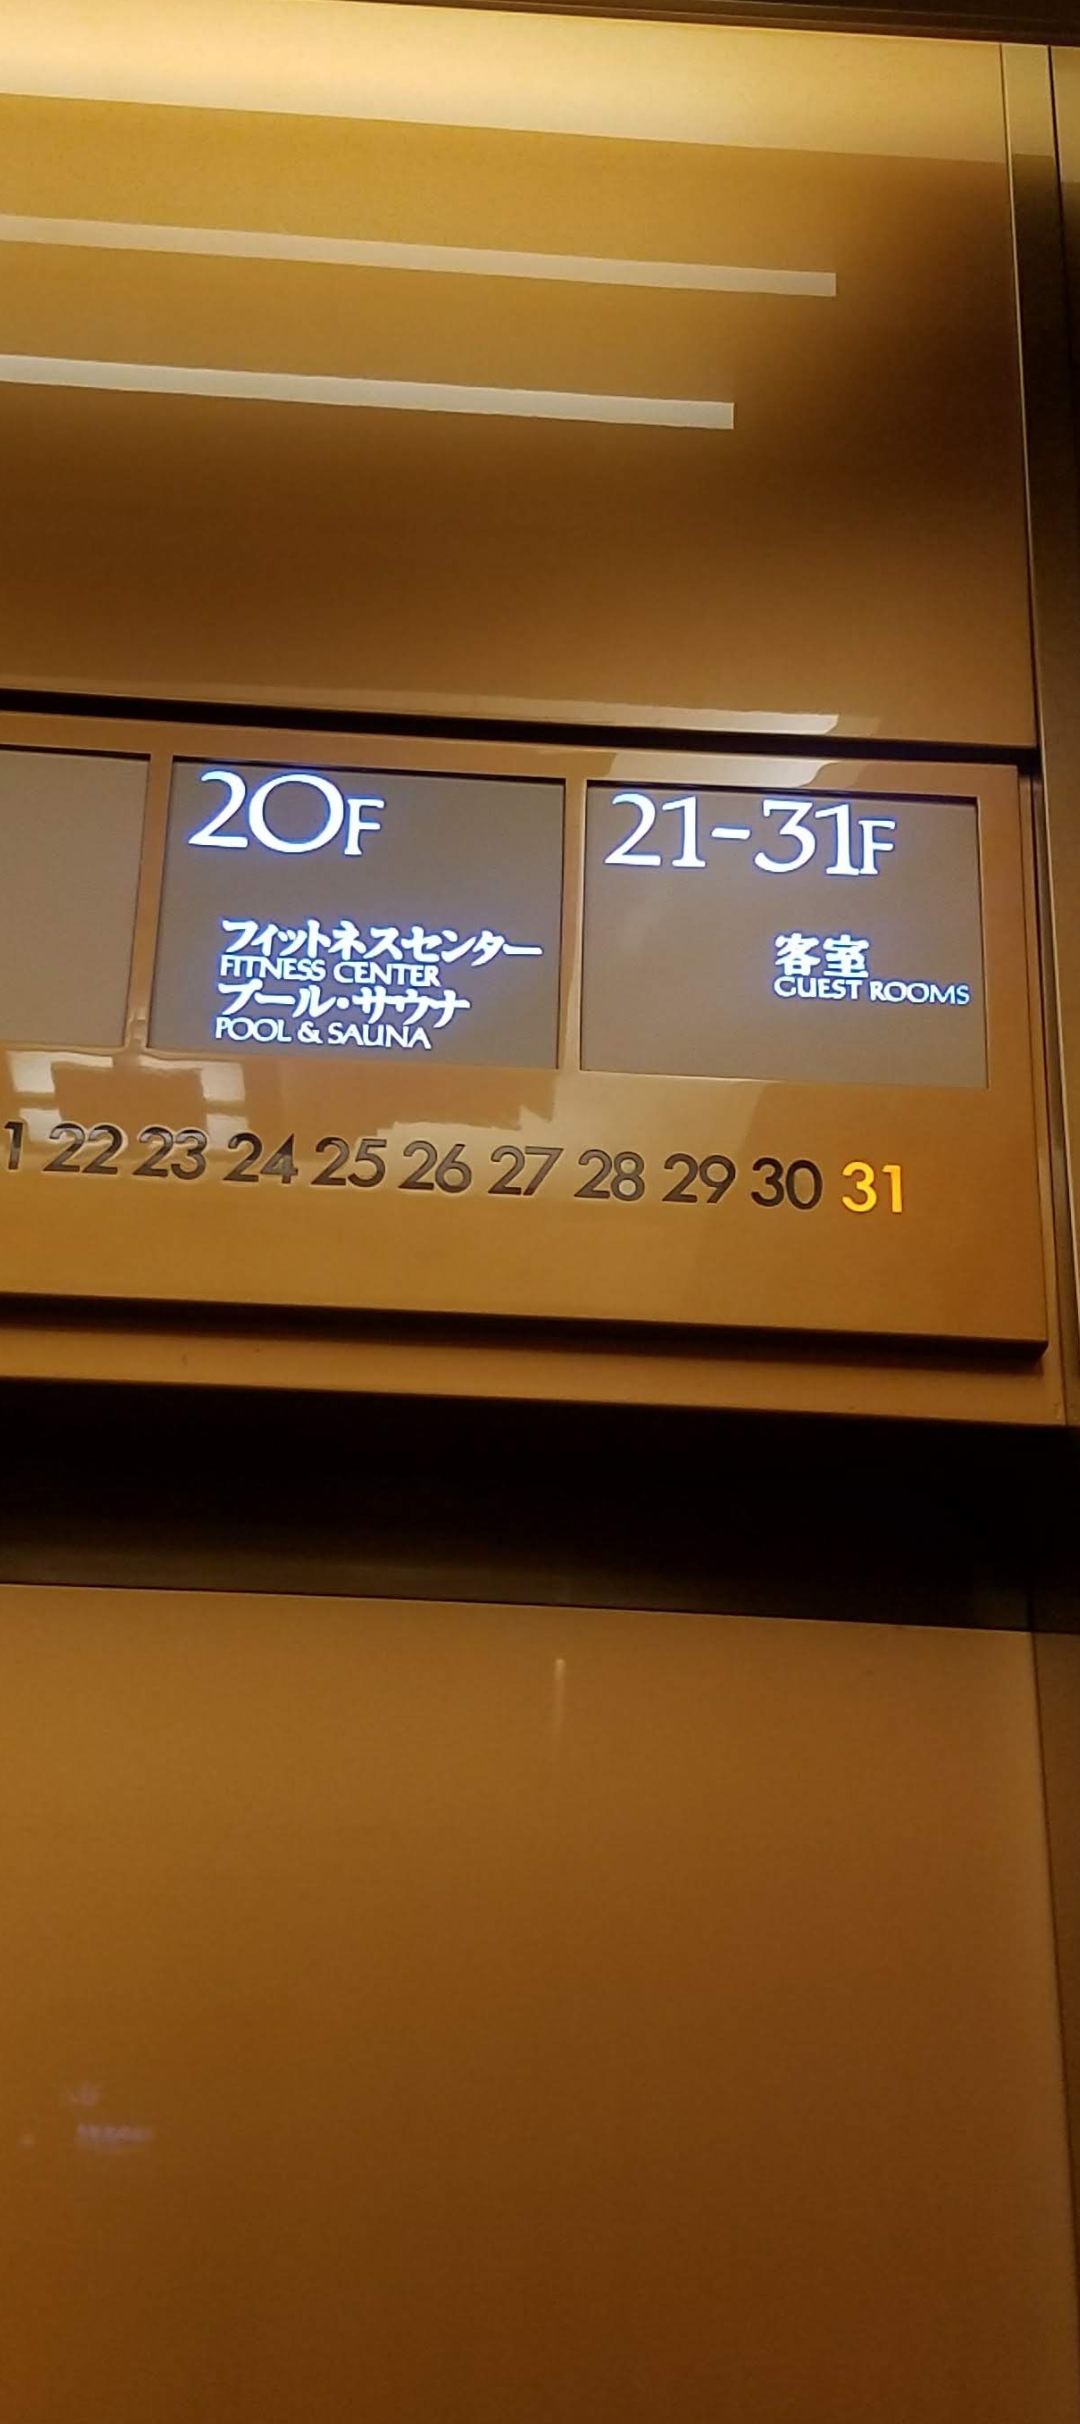 20F
フィットネスセンター
FITNESS CENTER
プール・サウナ
POOL & SAUNA
21-31F
客室
GUEST ROOMS
1 22 23 24 25 26 27 28 29 30 31